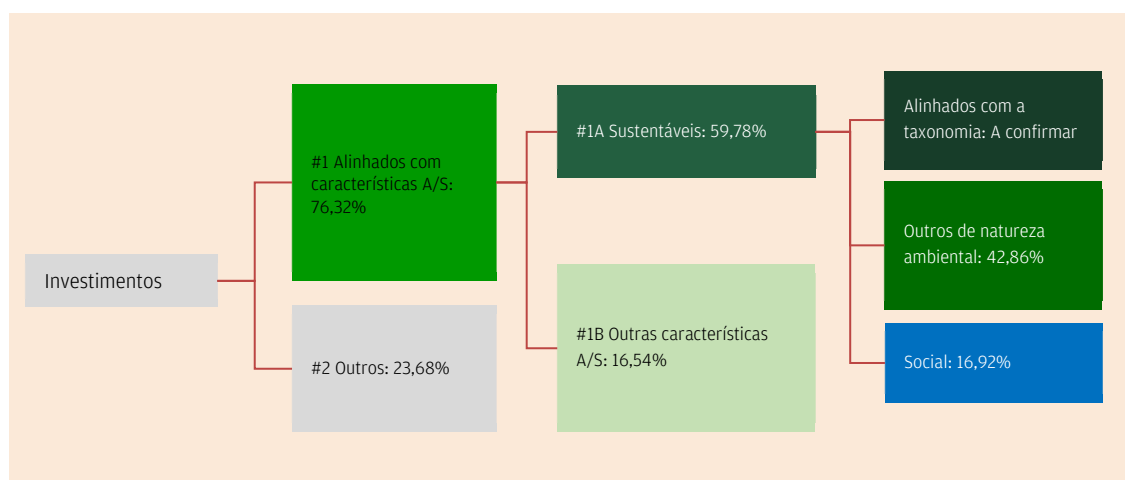 Investimentos
#1 Alinhados com
características A/S:
76,32%
#2 Outros: 23,68%
#1A Sustentáveis: 59,78%
#1B Outras características
A/S: 16,54%
Alinhados com a
taxonomia: A confirmar
Outros de natureza
ambiental: 42,86%
Social: 16,92%